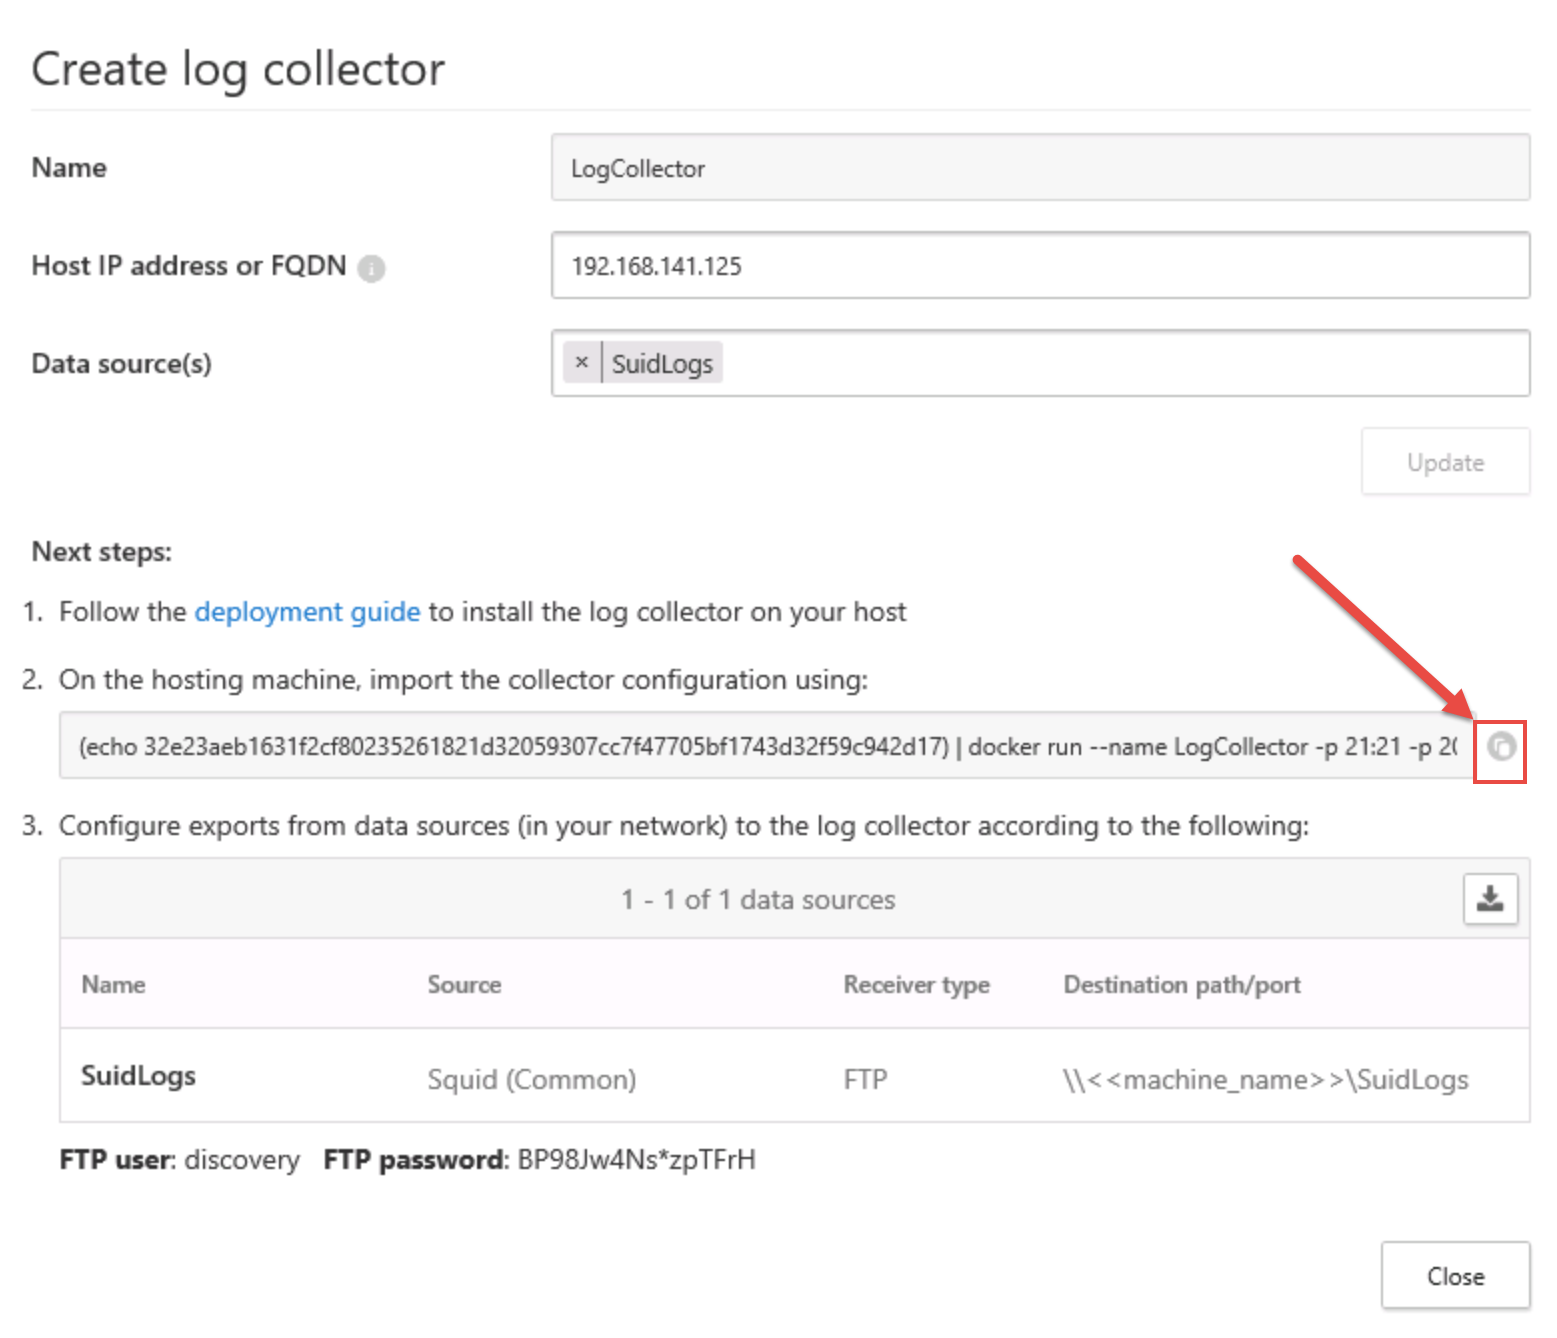 Create log collector
Name
LogCollector
Host IP address or FQDN
192.168.141.125
Data source(s)
× SuidLogs
Update
Next steps:
1. Follow the deployment guide to install the log collector on your host
2. On the hosting machine, import the collector configuration using:
(echo 32e23aeb1631f2cf80235261821d32059307cc7f47705bf1743d32f59c942d17) | docker run --name LogCollector -p 21:21 -p 20
3. Configure exports from data sources (in your network) to the log collector according to the following:
1 - 1 of 1 data sources
Name Source Receiver type Destination path/port
SuidLogs Squid (Common) FTP \\<<machine_name>>\SuidLogs
FTP user: discovery FTP password: BP98Jw4Ns*zpTFrH
Close